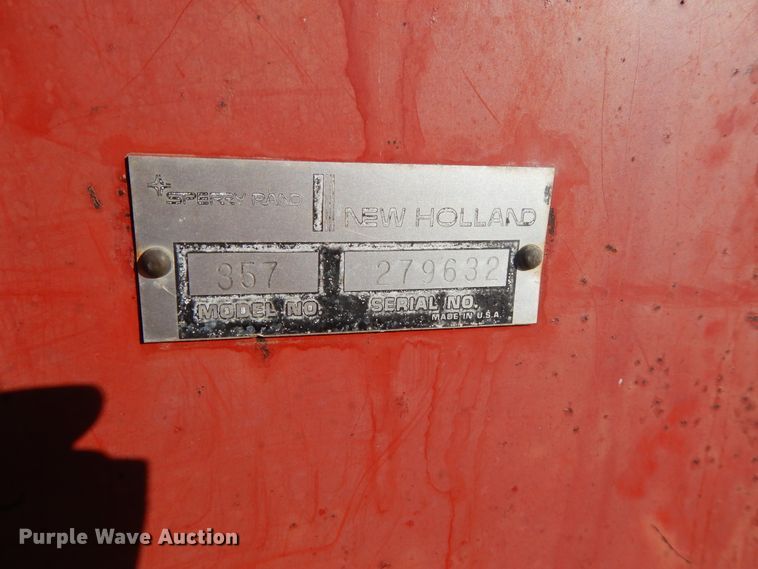 SPERRY RAND NEW HOLLAND
357 279632
MODEL NO. SERIAL NO.
MADE IN U.S.A.
Purple Wave Auction®